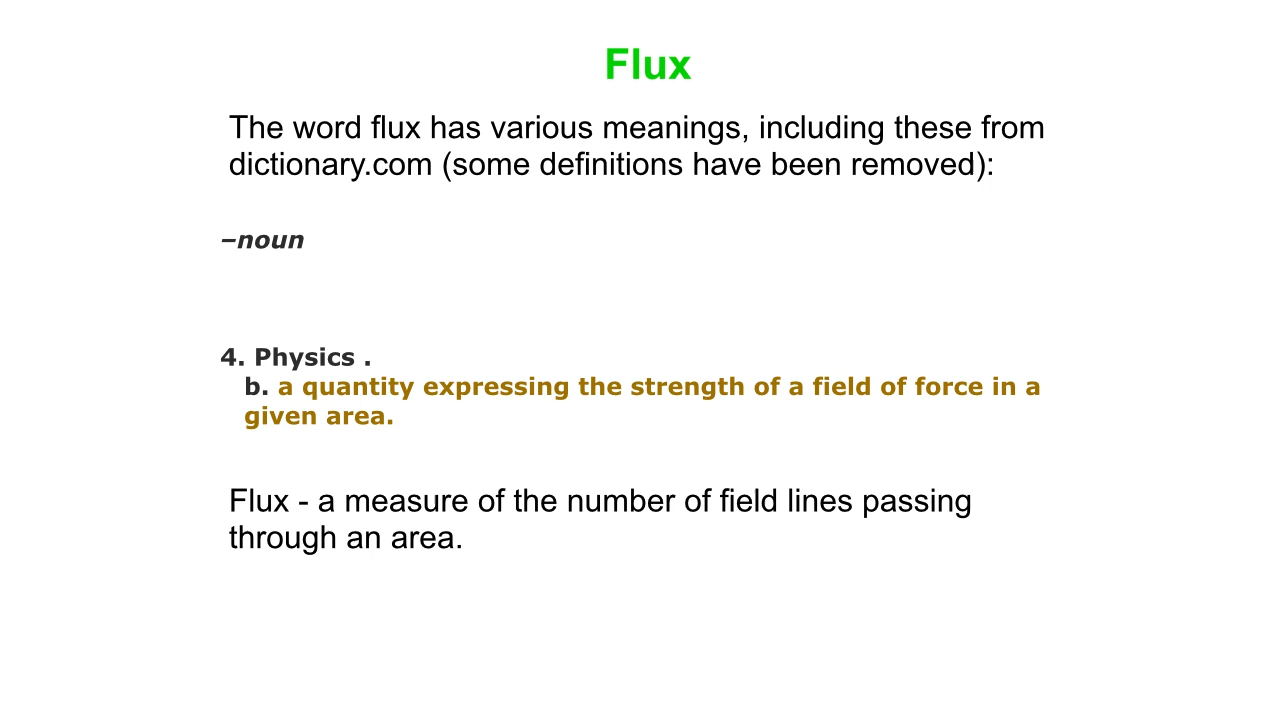 Flux
The word flux has various meanings, including these from
dictionary.com (some definitions have been removed):
–noun
4. Physics .
b. a quantity expressing the strength of a field of force in a
given area.
Flux - a measure of the number of field lines passing
through an area.